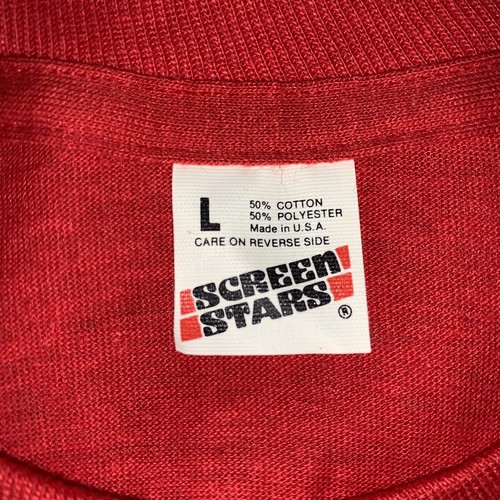 L
50% COTTON
50% POLYESTER
Made in U.S.A.
CARE ON REVERSE SIDE
SCREEN
STARS
®